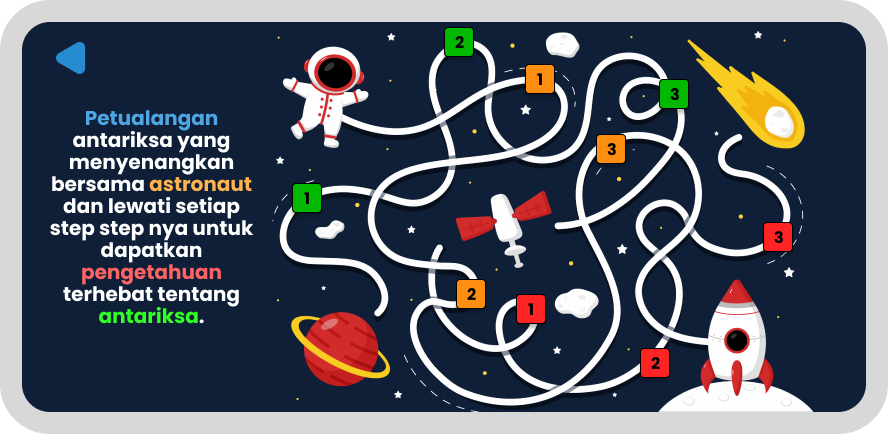 Petualangan
antariksa yang
menyenangkan
bersama astronaut
dan lewati setiap
step step nya untuk
dapatkan
pengetahuan
terhebat tentang
antariksa.
2
1
3
3
1
3
2
1
2